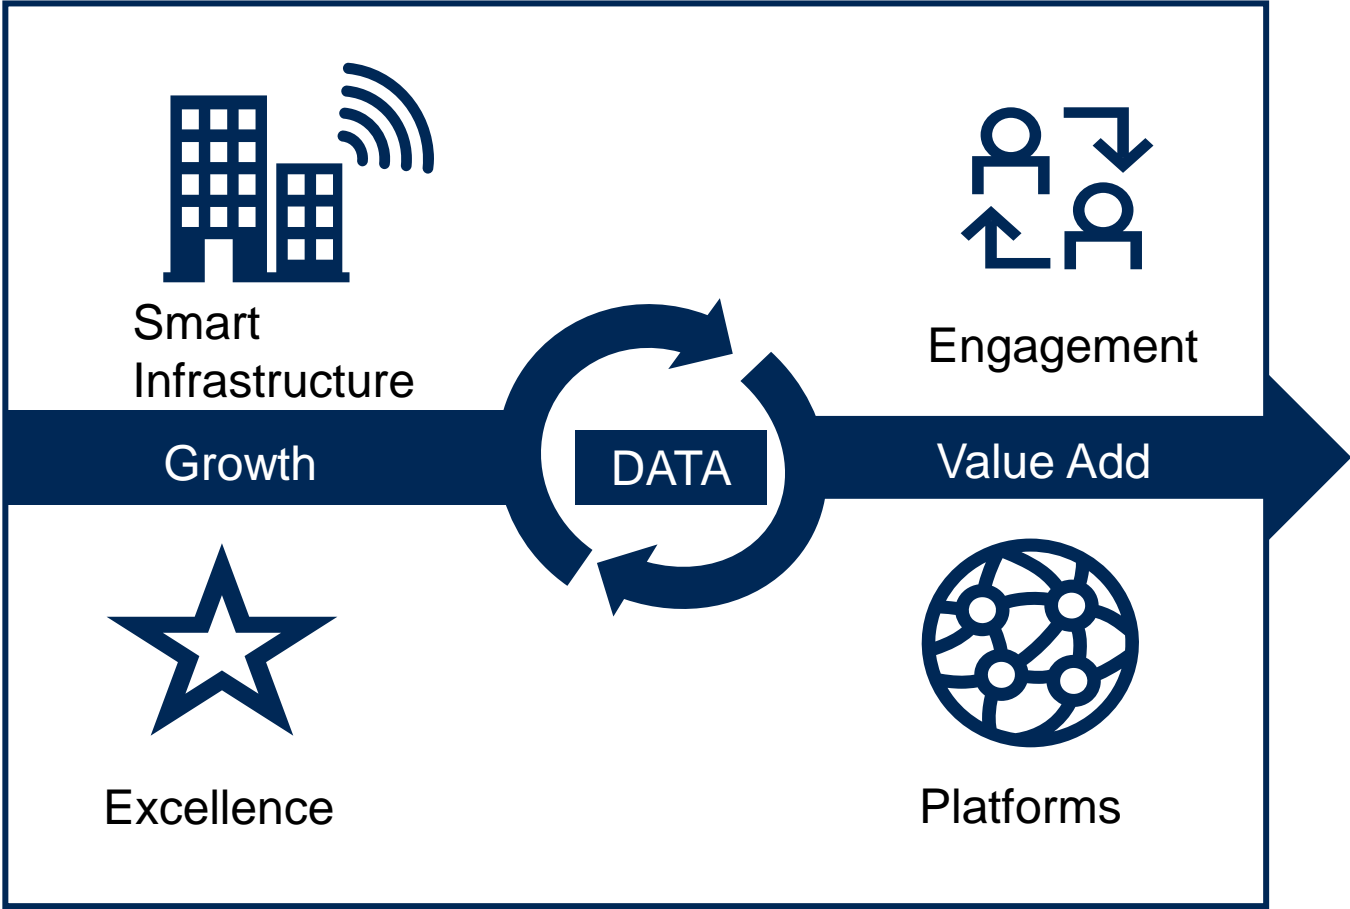 Smart
Infrastructure
Engagement
Growth
DATA
Value Add
Excellence
Platforms